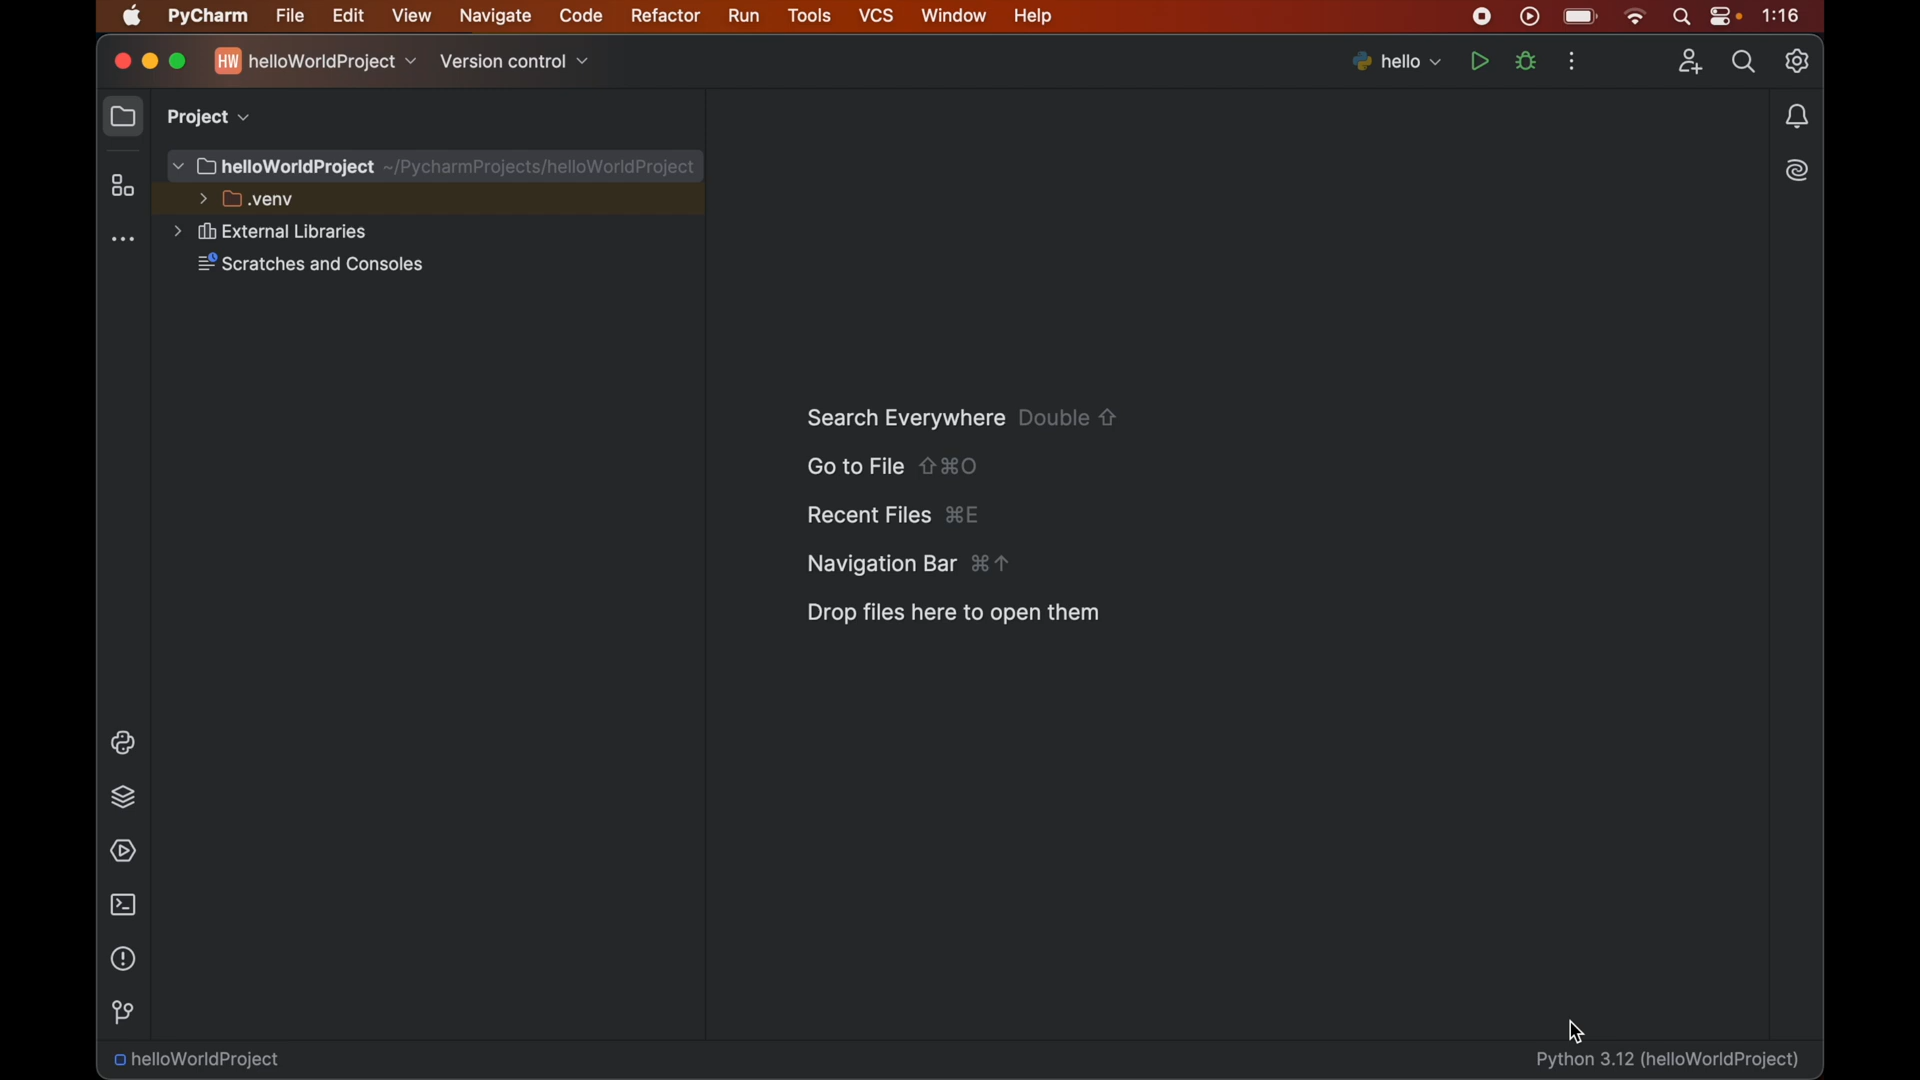 PyCharm File Edit View Navigate Code Refactor Run Tools VCS Window Help 1:16
HW helloWorldProject Version control hello
Project
helloWorldProject ~/PycharmProjects/helloWorldProject
.venv
External Libraries
Scratches and Consoles
Search Everywhere Double ⇧
Go to File ⇧⌘O
Recent Files ⌘E
Navigation Bar ⌘↑
Drop files here to open them
helloWorldProject Python 3.12 (helloWorldProject)